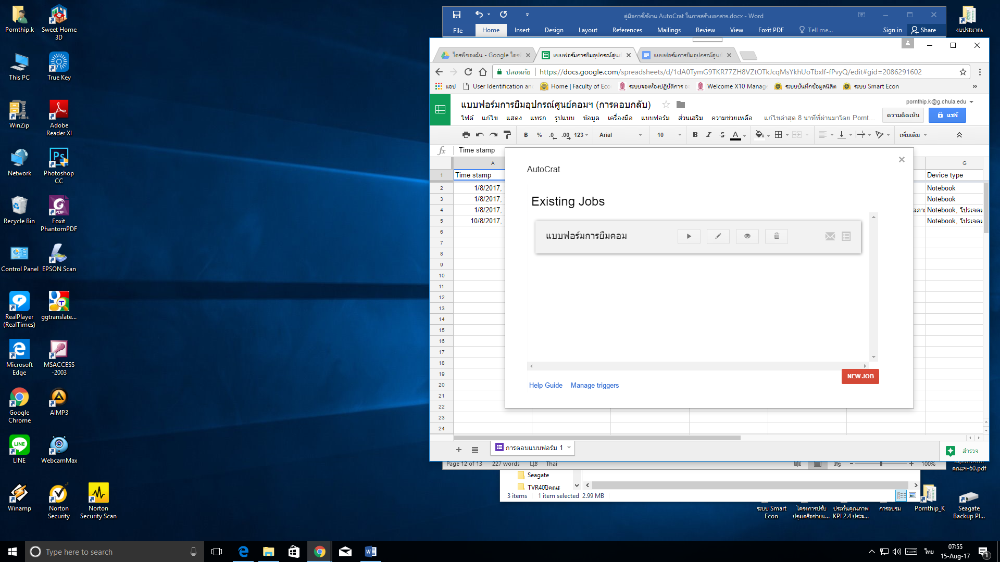 Pornthip.k
Sweet Home
3D
This PC
True Key
WinZip
Adobe
Reader XI
Network
Photoshop
CC
Recycle Bin
Foxit
PhantomPDF
Control Panel
EPSON Scan
RealPlayer
(RealTimes)
ggtranslate...
Microsoft
Edge
MSACCESS
-2003
Google
Chrome
AIMP3
LINE
WebcamMax
Winamp
Norton
Security
Norton
Security Scan
คู่มือการใช้งาน AutoCrat ในการสร้างเอกสาร.docx - Word
File Home Insert Design Layout References Mailings Review View Foxit PDF Tell me... Sign in Share
งบประมาณ
ไดรฟ์ของฉัน - Google ไดรฟ์
แบบฟอร์มการยืมอุปกรณ์ศูนย์
แบบฟอร์มการยืมอุปกรณ์ศูนย์
ปลอดภัย https://docs.google.com/spreadsheets/d/1dA0TymG9TKR77ZH8VZtOTkJcqMsYkhUoTbxIf-fPvyQ/edit#gid=2086291602
แอป User Identification and Home | Faculty of Eco ระบบจองห้องปฏิบัติการ Welcome X10 Manag ระบบบันทึกข้อมูลนิสิต ระบบ Smart Econ »
แบบฟอร์มการยืมอุปกรณ์ศูนย์คอมฯ (การตอบกลับ)
pornthip.k@g.chula.edu
ไฟล์ แก้ไข แสดง แทรก รูปแบบ ข้อมูล เครื่องมือ แบบฟอร์ม ส่วนเสริม ความช่วยเหลือ แก้ไขล่าสุด 8 นาทีที่ผ่านมาโดย Pornt...
ความคิดเห็น แชร์
B % .0 .00 123 Arial 10 B I S A เพิ่มเติม
fx Time stamp
A G
1 Time stamp Device type
2 1/8/2017, Notebook
3 1/8/2017, Notebook
4 1/8/2017, Notebook, โปรเจคเ
5 10/8/2017, Notebook, โปรเจคเ
6
7
8
9
10
11
12
13
14
15
16
17
18
19
20
21
22
23
24
AutoCrat
Existing Jobs
แบบฟอร์มการยืมคอม
NEW JOB
Help Guide Manage triggers
การตอบแบบฟอร์ม 1
สำรวจ
Page 12 of 13 227 words Thai 100%
คณะฯ-60.pdf
Seagate
TVR40ปีคณะ
3 items 1 item selected 2.99 MB
ระบบ Smart
Econ
โครงการปรับ
ปรุงเครือข่ายแ...
ประกันคุณภาพ
KPI 2.4 ประจ...
การอบรม
Pornthip_K
Seagate
Backup Pl...
Type here to search
ไทย
07:55
15-Aug-17
1